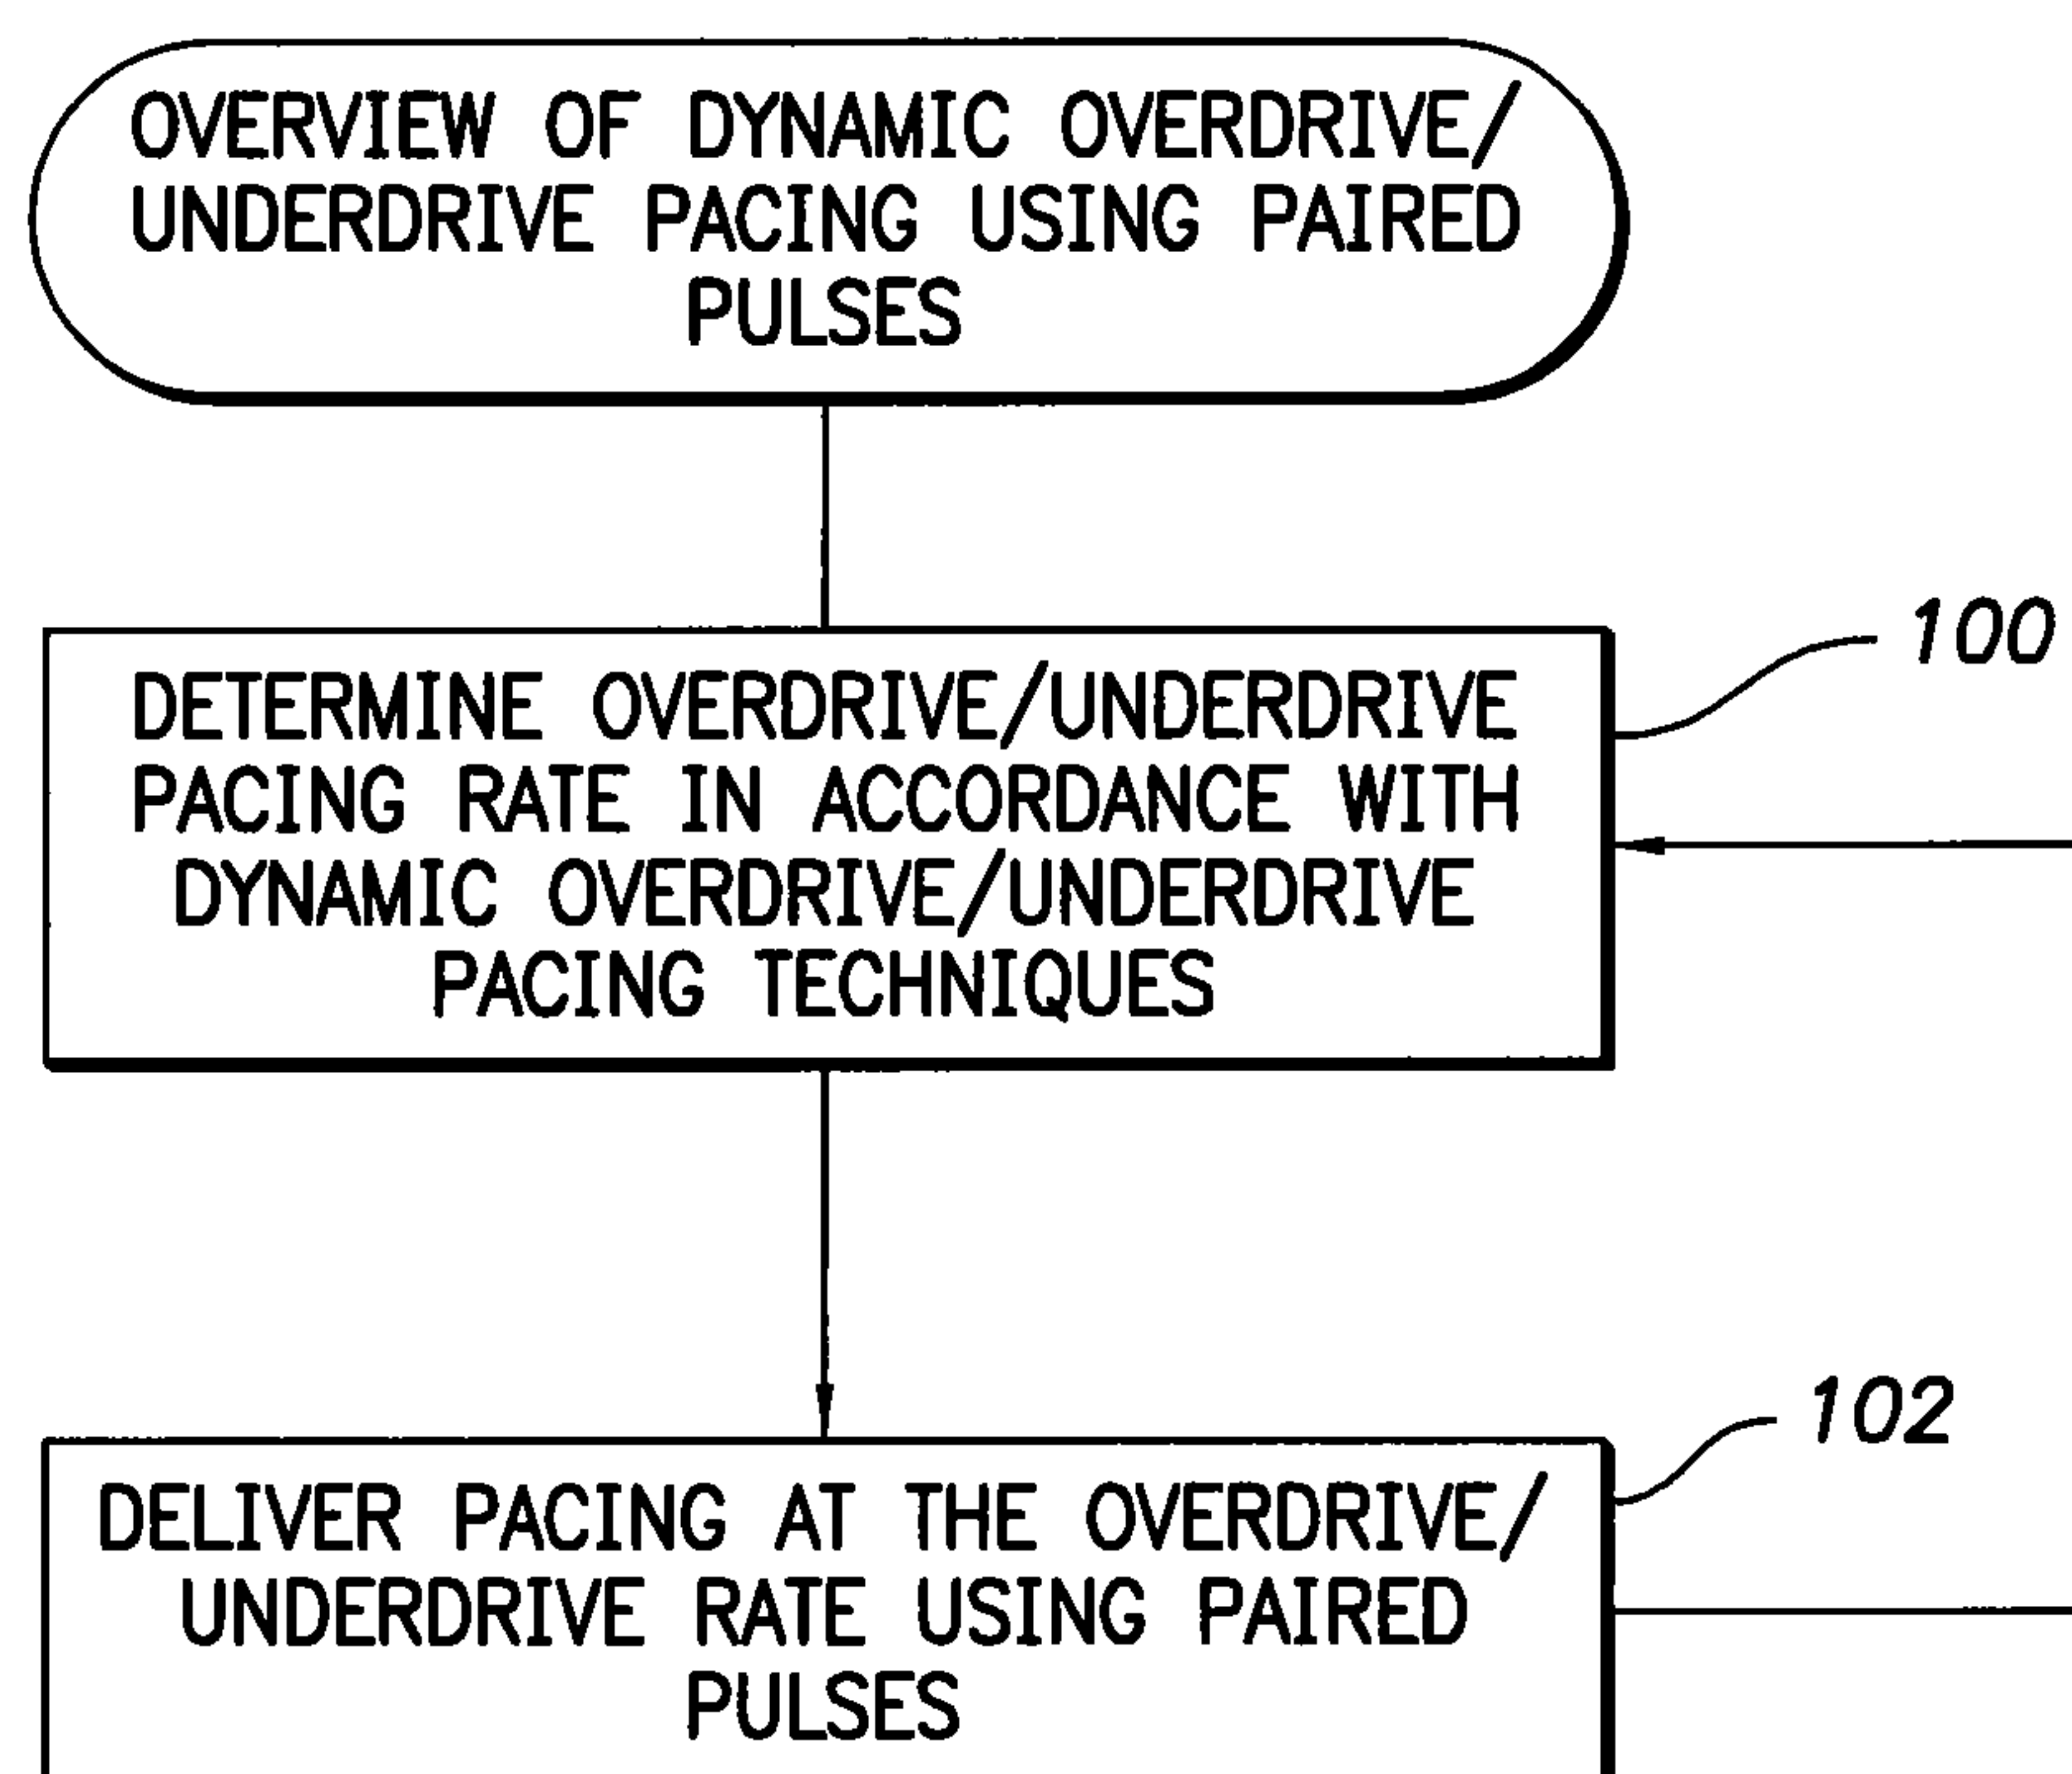 OVERVIEW OF DYNAMIC OVERDRIVE/
UNDERDRIVE PACING USING PAIRED
PULSES
100
DETERMINE OVERDRIVE/UNDERDRIVE
PACING RATE IN ACCORDANCE WITH
DYNAMIC OVERDRIVE/UNDERDRIVE
PACING TECHNIQUES
102
DELIVER PACING AT THE OVERDRIVE/
UNDERDRIVE RATE USING PAIRED
PULSES